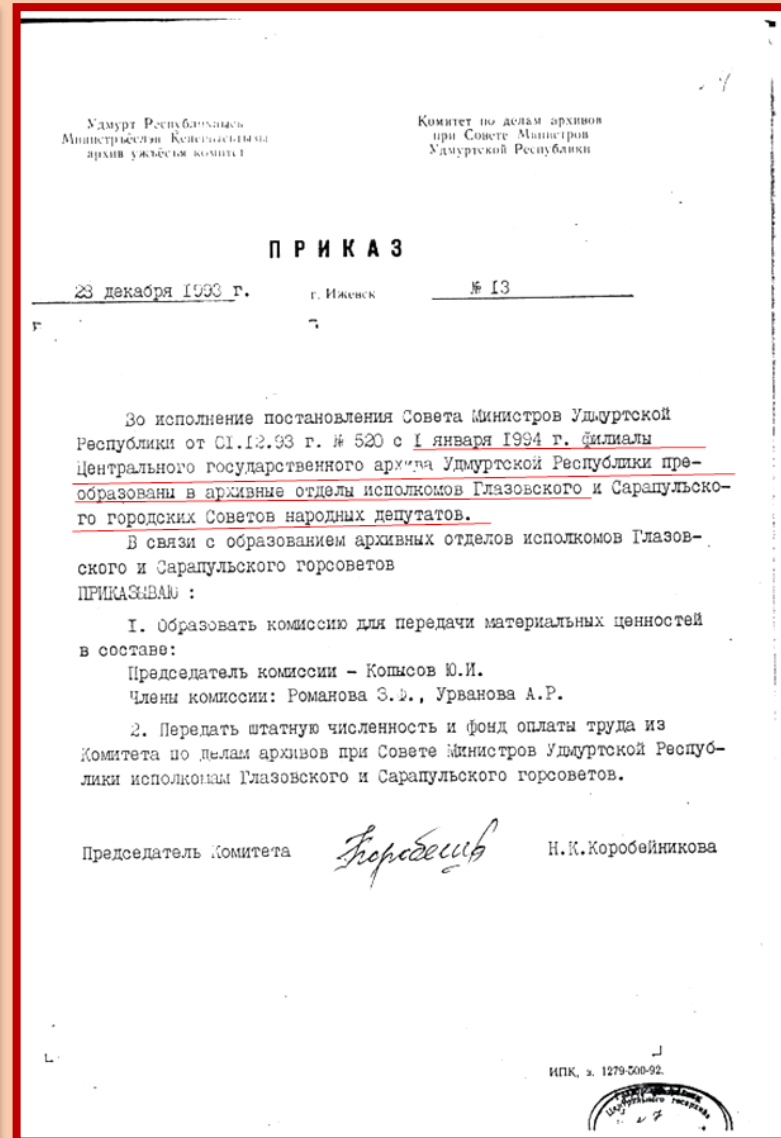 Удмурт Республикаысь
Министръёслэн Кенешсьтызы
архив ужъёсъя комитет
Комитет по делам архивов
при Совете Министров
Удмуртской Республики
ПРИКАЗ
23 декабря 1993 г.
г. Ижевск
№ 13
Во исполнение постановления Совета Министров Удмуртской
Республики от 01.12.93 г. № 520 с 1 января 1994 г. филиалы
Центрального государственного архива Удмуртской Республики пре-
образованы в архивные отделы исполкомов Глазовского и Сарапульско-
го городских Советов народных депутатов.
В связи с образованием архивных отделов исполкомов Глазов-
ского и Сарапульского горсоветов
ПРИКАЗЫВАЮ :
1. Образовать комиссию для передачи материальных ценностей
в составе:
Председатель комиссии – Копысов Ю.И.
Члены комиссии: Романова З.Ф., Урванова А.Р.
2. Передать штатную численность и фонд оплаты труда из
Комитета по делам архивов при Совете Министров Удмуртской Респуб-
лики исполкомам Глазовского и Сарапульского горсоветов.
Председатель Комитета
Н.К.Коробейникова
ИПК, з. 1279-500-92.
Центрального госархива